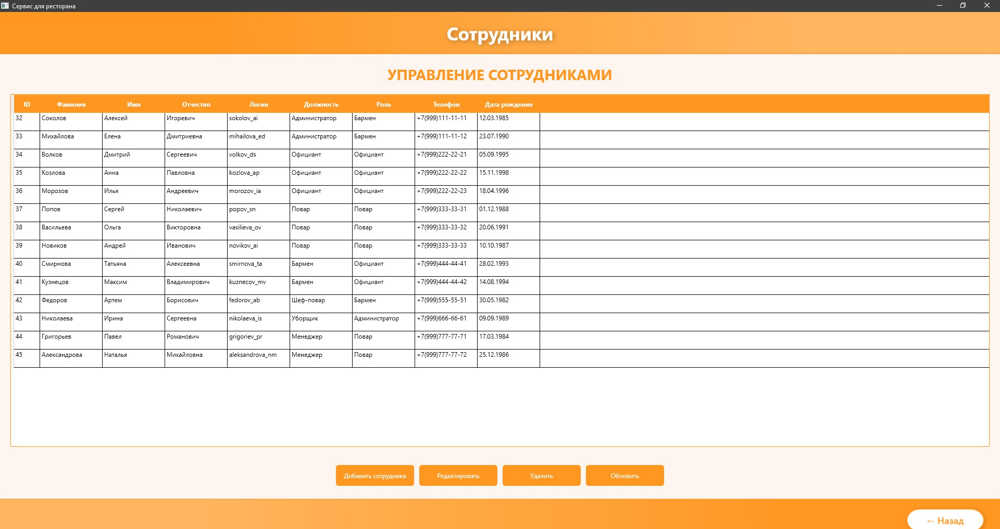 Сервис для ресторана
Сотрудники
УПРАВЛЕНИЕ СОТРУДНИКАМИ
ID Фамилия Имя Отчество Логин Должность Роль Телефон Дата рождения
32 Соколов Алексей Игоревич sokolov_ai Администратор Бармен +7(999)111-11-11 12.03.1985
33 Михайлова Елена Дмитриевна mihailova_ed Администратор Бармен +7(999)111-11-12 23.07.1990
34 Волков Дмитрий Сергеевич volkov_ds Официант Официант +7(999)222-22-21 05.09.1995
35 Козлова Анна Павловна kozlova_ap Официант Официант +7(999)222-22-22 15.11.1998
36 Морозов Илья Андреевич morozov_ia Официант Официант +7(999)222-22-23 18.04.1996
37 Попов Сергей Николаевич popov_sn Повар Повар +7(999)333-33-31 01.12.1988
38 Васильева Ольга Викторовна vasilieva_ov Повар Повар +7(999)333-33-32 20.06.1991
39 Новиков Андрей Иванович novikov_ai Повар Повар +7(999)333-33-33 10.10.1987
40 Смирнова Татьяна Алексеевна smirnova_ta Бармен Официант +7(999)444-44-41 28.02.1993
41 Кузнецов Максим Владимирович kuznecov_mv Бармен Официант +7(999)444-44-42 14.08.1994
42 Федоров Артем Борисович fedorov_ab Шеф-повар Бармен +7(999)555-55-51 30.05.1982
43 Николаева Ирина Сергеевна nikolaeva_is Уборщик Администратор +7(999)666-66-61 09.09.1989
44 Григорьев Павел Романович grigoriev_pr Менеджер Повар +7(999)777-77-71 17.03.1984
45 Александрова Наталья Михайловна aleksandrova_nm Менеджер Повар +7(999)777-77-72 25.12.1986
Добавить сотрудника Редактировать Удалить Обновить
← Назад